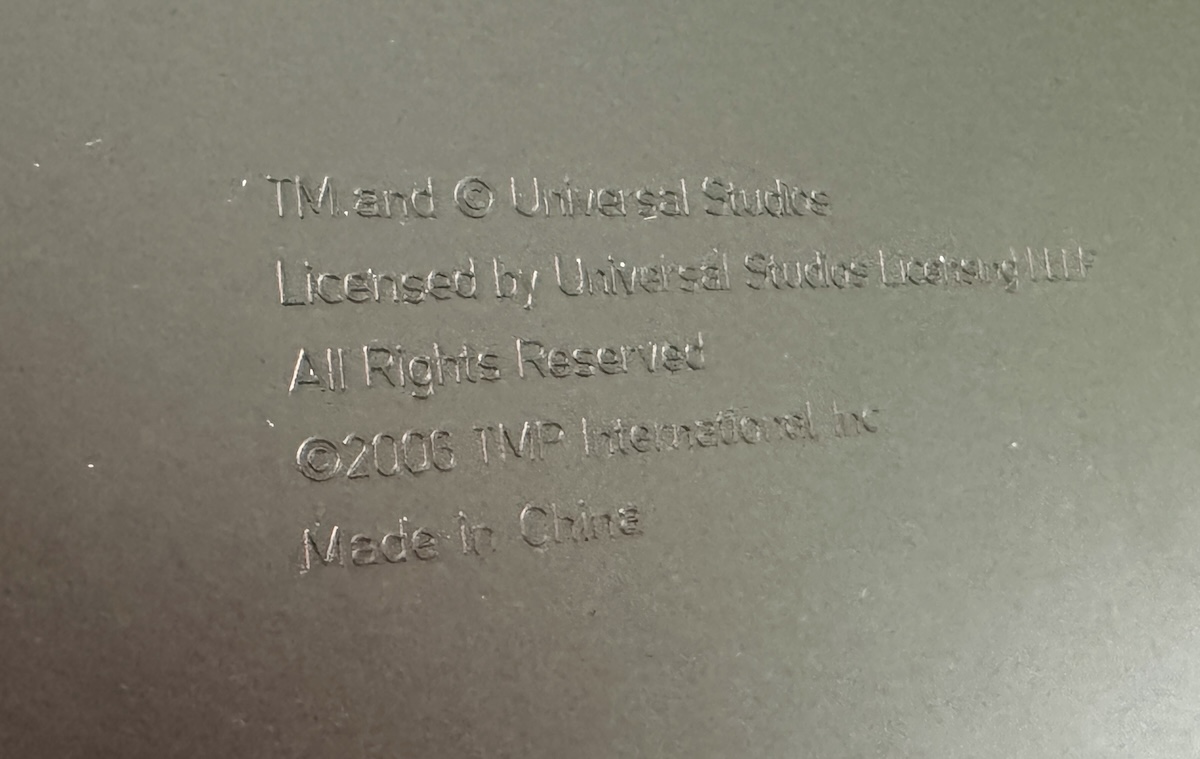 TM and © Universal Studios
Licensed by Universal Studios Licensing LLLP
All Rights Reserved
©2006 TMP International Inc
Made in China